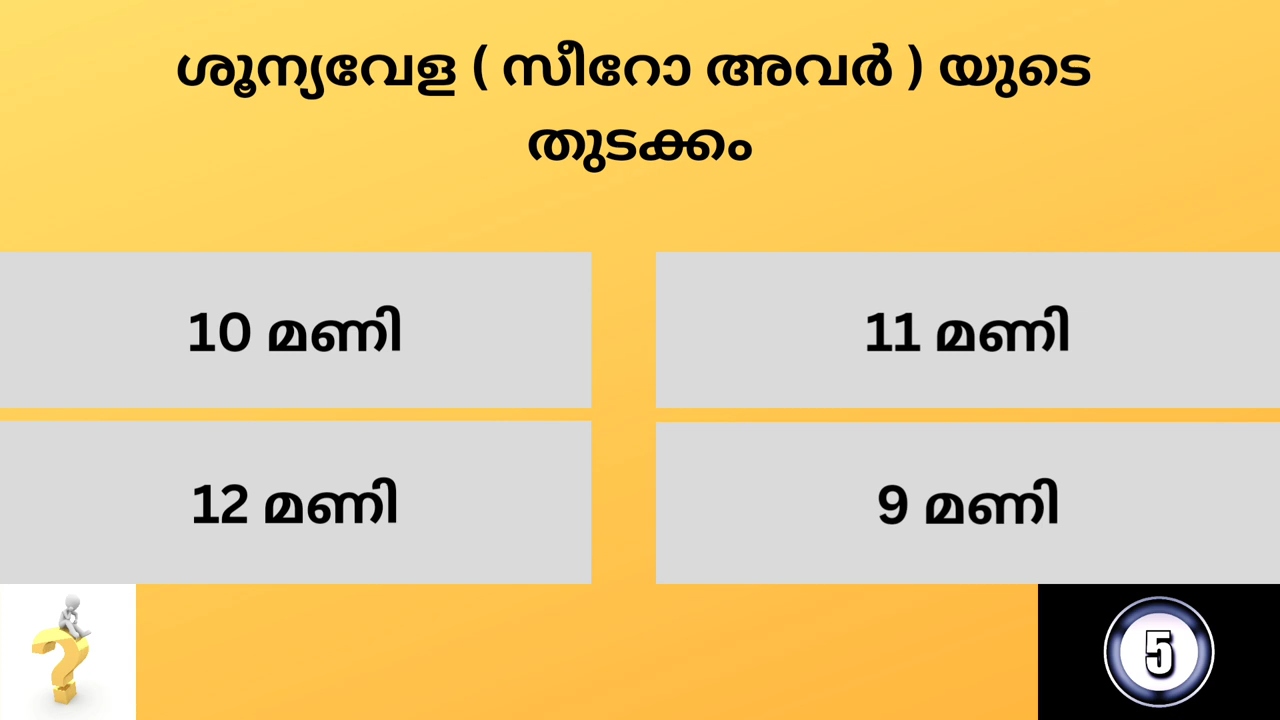 ശൂന്യവേള ( സീറോ അവർ ) യുടെ
തുടക്കം
10 മണി
11 മണി
12 മണി
9 മണി
5